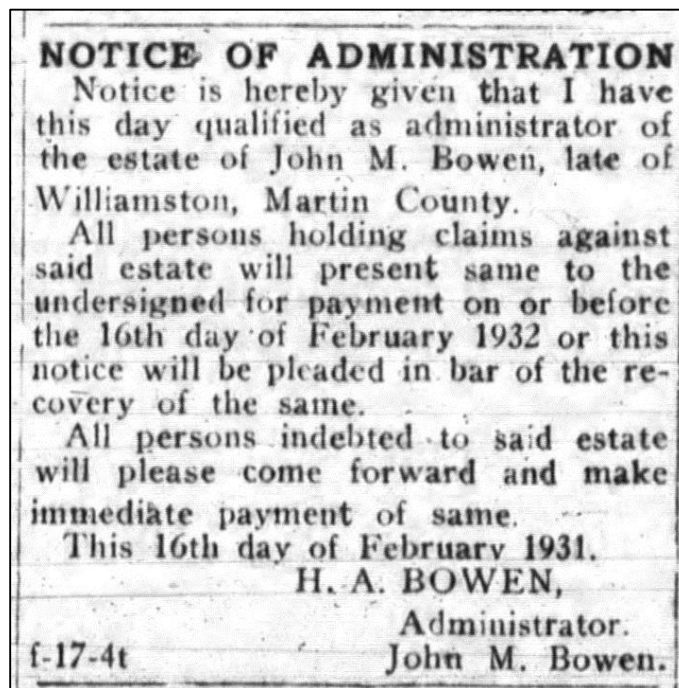 NOTICE OF ADMINISTRATION
Notice is hereby given that I have
this day qualified as administrator of
the estate of John M. Bowen, late of
Williamston, Martin County.
All persons holding claims against
said estate will present same to the
undersigned for payment on or before
the 16th day of February 1932 or this
notice will be pleaded in bar of the re-
covery of the same.
All persons indebted to said estate
will please come forward and make
immediate payment of same.
This 16th day of February 1931.
H. A. BOWEN,
Administrator.
f-17-4t John M. Bowen.